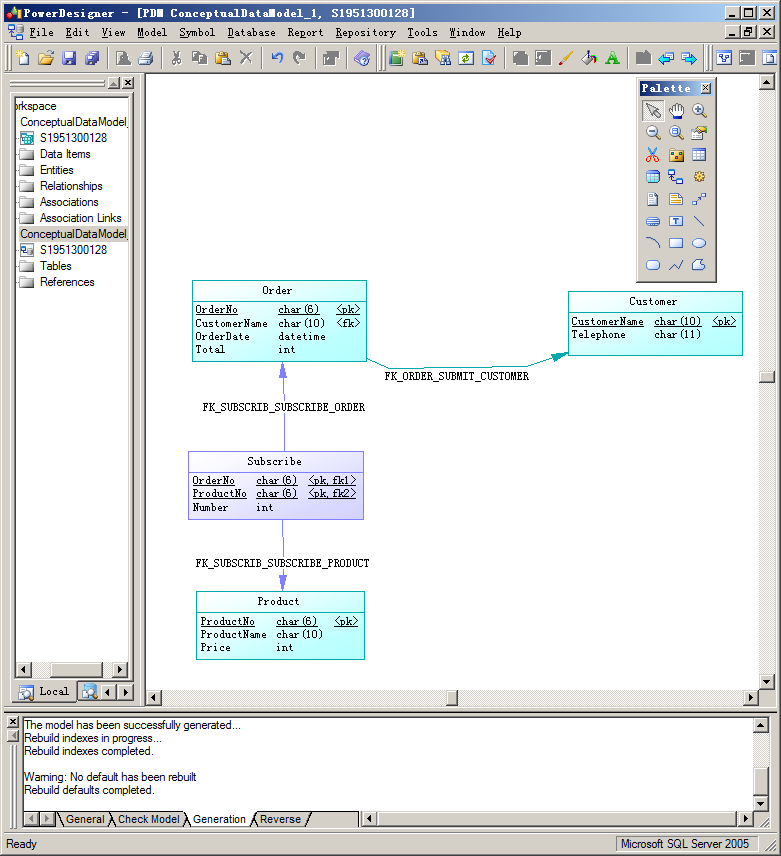 PowerDesigner - [PDM ConceptualDataModel_1, S1951300128]
File Edit View Model Symbol Database Report Repository Tools Window Help
Palette
rkspace
ConceptualDataModel_
S1951300128
Data Items
Entities
Relationships
Associations
Association Links
ConceptualDataModel_
S1951300128
Tables
References
Order
OrderNo char(6) <pk>
CustomerName char(10) <fk>
OrderDate datetime
Total int
Customer
CustomerName char(10) <pk>
Telephone char(11)
FK_ORDER_SUBMIT_CUSTOMER
FK_SUBSCRIB_SUBSCRIBE_ORDER
Subscribe
OrderNo char(6) <pk,fk1>
ProductNo char(6) <pk,fk2>
Number int
FK_SUBSCRIB_SUBSCRIBE_PRODUCT
Product
ProductNo char(6) <pk>
ProductName char(10)
Price int
Local
The model has been successfully generated...
Rebuild indexes in progress...
Rebuild indexes completed.
Warning: No default has been rebuilt
Rebuild defaults completed.
General Check Model Generation Reverse
Ready Microsoft SQL Server 2005